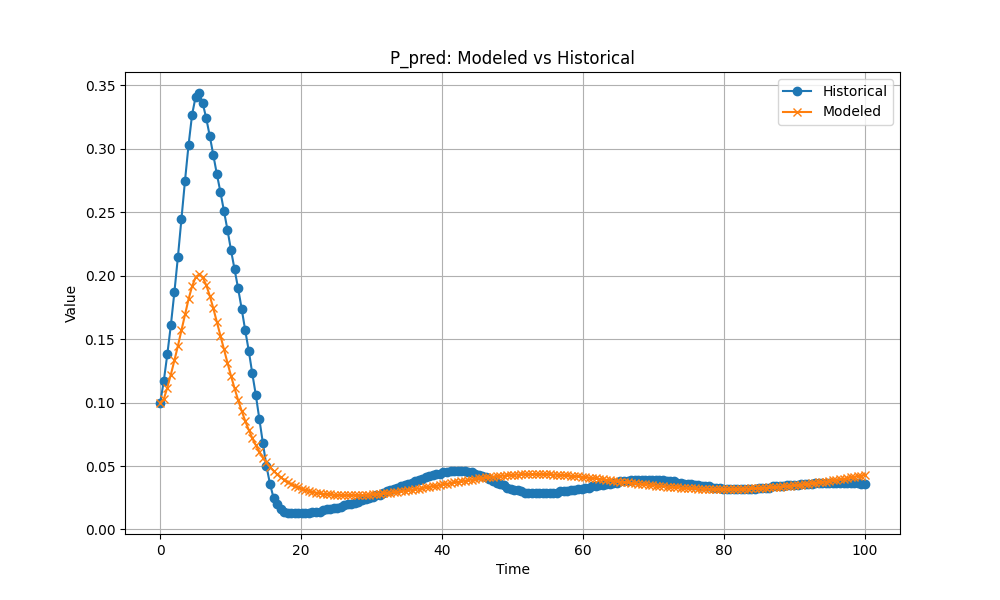 P_pred: Modeled vs Historical
Historical
Modeled
Value
0.35
0.30
0.25
0.20
0.15
0.10
0.05
0.00
0 20 40 60 80 100
Time